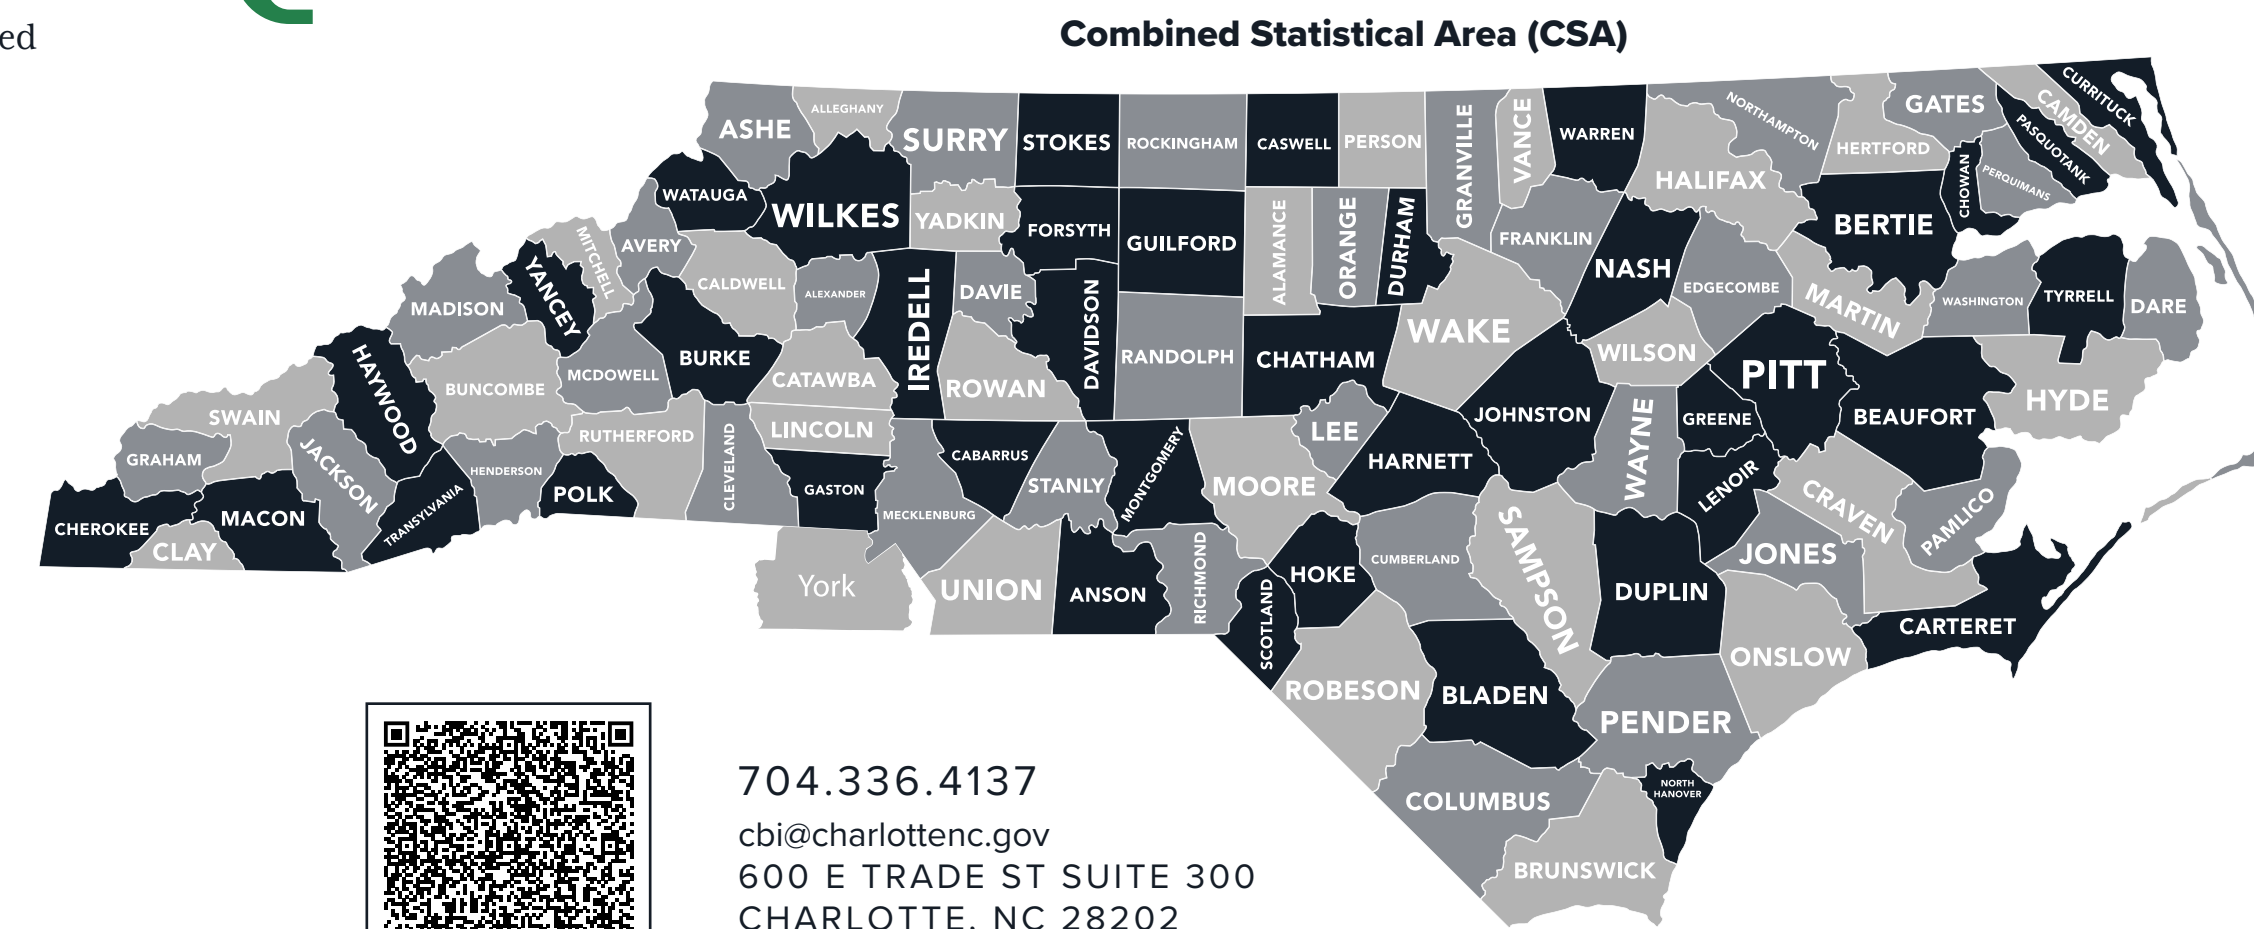 ed
Combined Statistical Area (CSA)
ASHE
ALLEGHANY
SURRY
STOKES
ROCKINGHAM
CASWELL
PERSON
GRANVILLE
VANCE
WARREN
NORTHAMPTON
HALIFAX
HERTFORD
GATES
CAMDEN
CURRITUCK
PASQUOTANK
PERQUIMANS
CHOWAN
BERTIE
WATAUGA
WILKES
YADKIN
FORSYTH
GUILFORD
ALAMANCE
ORANGE
DURHAM
FRANKLIN
NASH
EDGECOMBE
MARTIN
WASHINGTON
TYRRELL
DARE
MADISON
YANCEY
MITCHELL
AVERY
CALDWELL
ALEXANDER
IREDELL
DAVIE
DAVIDSON
RANDOLPH
CHATHAM
WAKE
WILSON
PITT
BEAUFORT
HYDE
HAYWOOD
BUNCOMBE
MCDOWELL
BURKE
CATAWBA
ROWAN
JOHNSTON
WAYNE
GREENE
SWAIN
GRAHAM
JACKSON
HENDERSON
POLK
RUTHERFORD
CLEVELAND
LINCOLN
GASTON
CABARRUS
STANLY
MONTGOMERY
MOORE
LEE
HARNETT
LENOIR
CRAVEN
PAMLICO
CHEROKEE
CLAY
MACON
TRANSYLVANIA
MECKLENBURG
York
UNION
ANSON
RICHMOND
SCOTLAND
HOKE
CUMBERLAND
SAMPSON
DUPLIN
JONES
ONSLOW
CARTERET
ROBESON
BLADEN
PENDER
COLUMBUS
NORTH
HANOVER
BRUNSWICK
704.336.4137
cbi@charlottenc.gov
600 E TRADE ST SUITE 300
CHARLOTTE, NC 28202